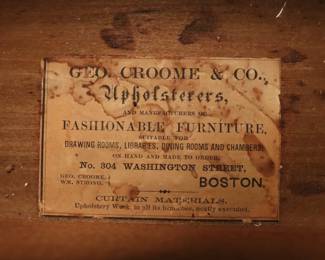 GEO. CROOME & CO.,
Upholsterers,
AND MANUFACTURERS OF
FASHIONABLE FURNITURE,
SUITABLE FOR
DRAWING ROOMS, LIBRARIES, DINING ROOMS AND CHAMBERS,
ON HAND AND MADE TO ORDER,
No. 304 WASHINGTON STREET,
GEO. CROOME,
WM. STRONG,
BOSTON.
CURTAIN MATERIALS.
Upholstery Work, in all its branches, neatly executed.